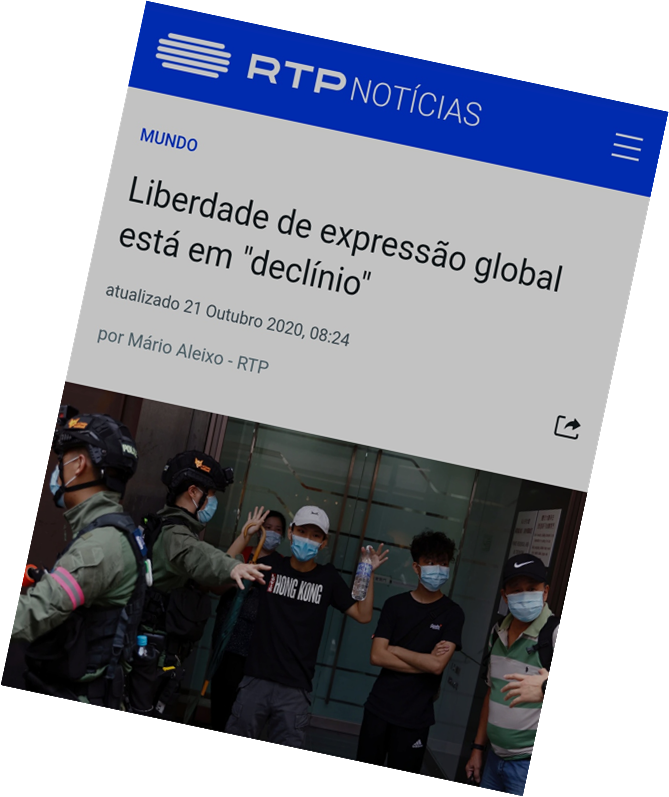 RTP NOTÍCIAS
MUNDO
Liberdade de expressão global
está em "declínio"
atualizado 21 Outubro 2020, 08:24
por Mário Aleixo - RTP
HONG KONG